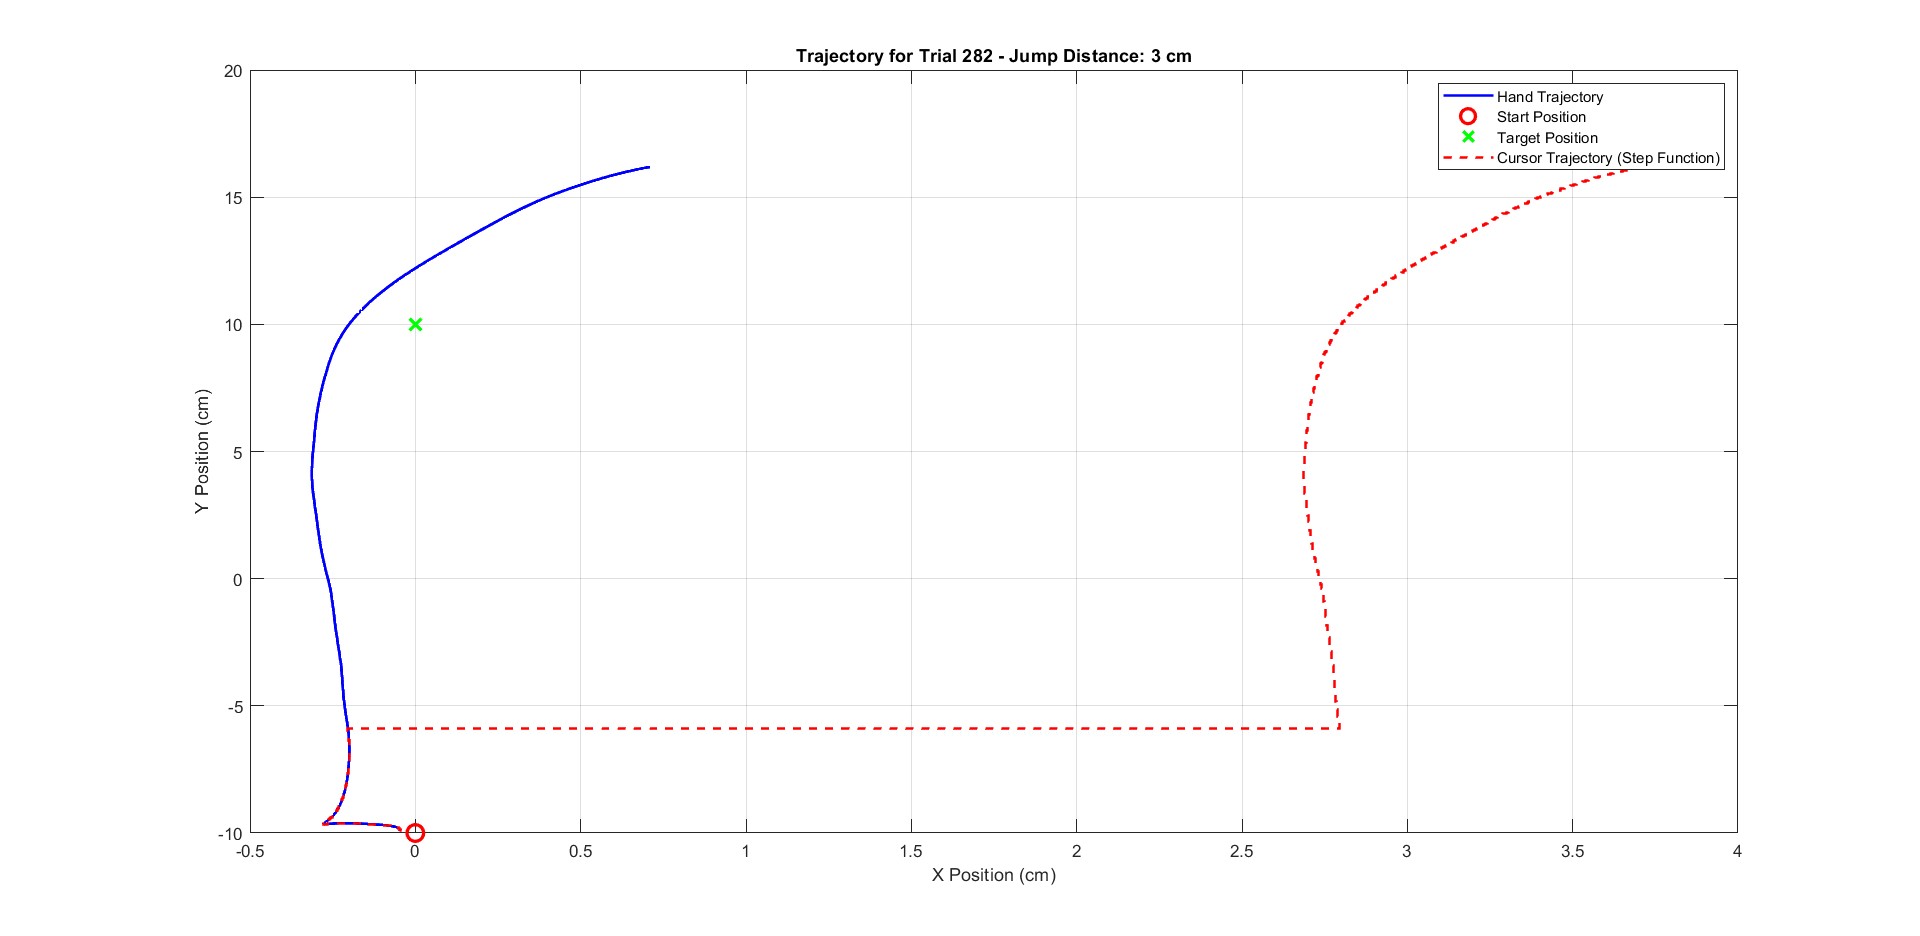 Trajectory for Trial 282 - Jump Distance: 3 cm
20
15
10
5
0
-5
-10
Y Position (cm)
Hand Trajectory
Start Position
Target Position
Cursor Trajectory (Step Function)
-0.5 0 0.5 1 1.5 2 2.5 3 3.5 4
X Position (cm)